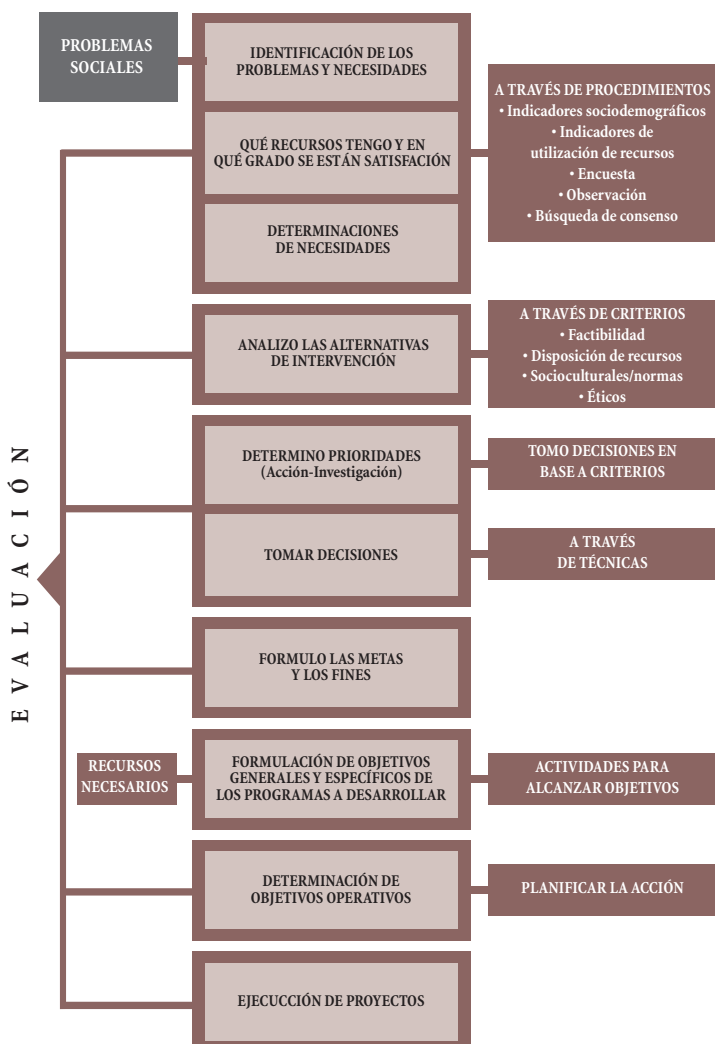 PROBLEMAS
SOCIALES
IDENTIFICACIÓN DE LOS
PROBLEMAS Y NECESIDADES
QUÉ RECURSOS TENGO Y EN
QUÉ GRADO SE ESTÁN SATISFACIÓN
DETERMINACIONES
DE NECESIDADES
A TRAVÉS DE PROCEDIMIENTOS
• Indicadores sociodemográficos
• Indicadores de
utilización de recursos
• Encuesta
• Observación
• Búsqueda de consenso
ANALIZO LAS ALTERNATIVAS
DE INTERVENCIÓN
A TRAVÉS DE CRITERIOS
• Factibilidad
• Disposición de recursos
• Socioculturales/normas
• Éticos
DETERMINO PRIORIDADES
(Acción-Investigación)
TOMO DECISIONES EN
BASE A CRITERIOS
TOMAR DECISIONES
A TRAVÉS
DE TÉCNICAS
EVALUACIÓN
FORMULO LAS METAS
Y LOS FINES
RECURSOS
NECESARIOS
FORMULACIÓN DE OBJETIVOS
GENERALES Y ESPECÍFICOS DE
LOS PROGRAMAS A DESARROLLAR
ACTIVIDADES PARA
ALCANZAR OBJETIVOS
DETERMINACIÓN DE
OBJETIVOS OPERATIVOS
PLANIFICAR LA ACCIÓN
EJECUCCIÓN DE PROYECTOS